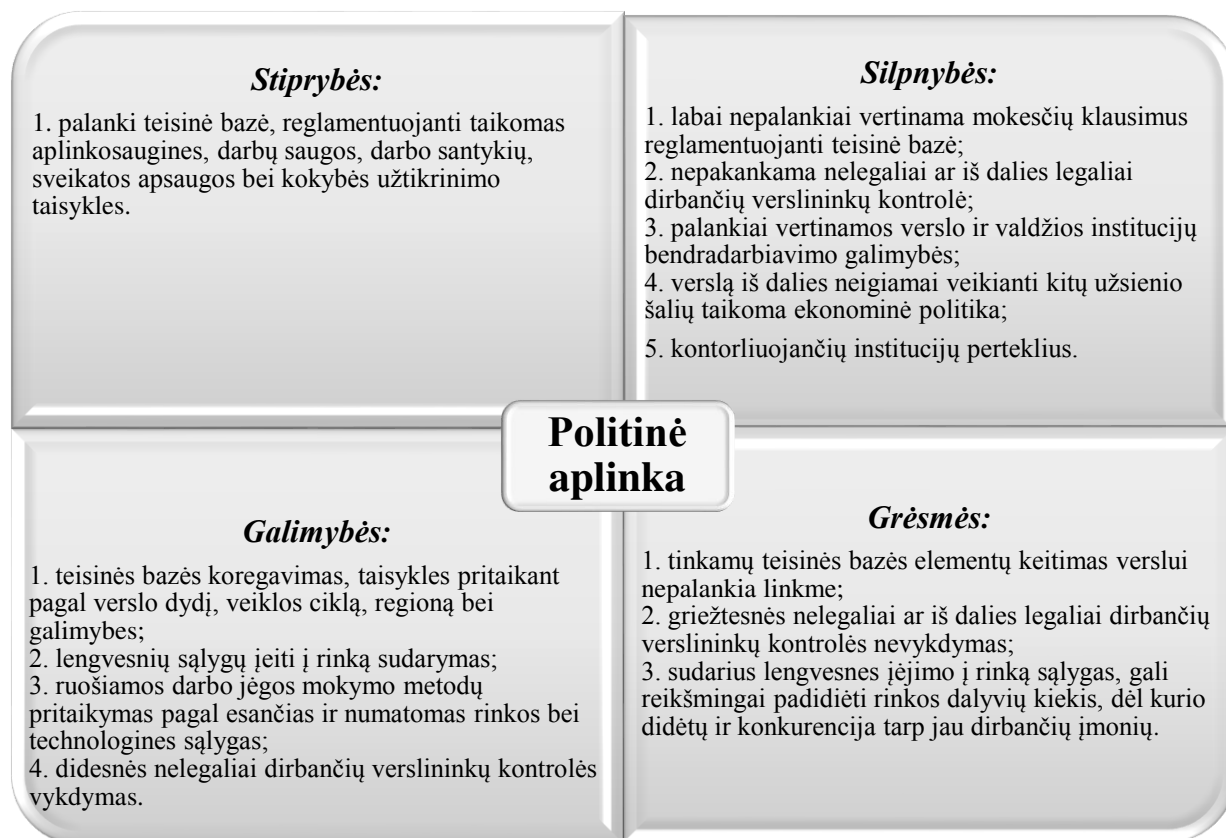 Stiprybės:
1. palanki teisinė bazė, reglamentuojanti taikomas
aplinkosaugines, darbų saugos, darbo santykių,
sveikatos apsaugos bei kokybės užtikrinimo
taisykles.
Silpnybės:
1. labai nepalankiai vertinama mokesčių klausimus
reglamentuojanti teisinė bazė;
2. nepakankama nelegaliai ar iš dalies legaliai
dirbančių verslininkų kontrolė;
3. palankiai vertinamos verslo ir valdžios institucijų
bendradarbiavimo galimybės;
4. verslą iš dalies neigiamai veikianti kitų užsienio
šalių taikoma ekonominė politika;
5. kontorliuojančių institucijų perteklius.
Politinė
aplinka
Galimybės:
1. teisinės bazės koregavimas, taisykles pritaikant
pagal verslo dydį, veiklos ciklą, regioną bei
galimybes;
2. lengvesnių sąlygų įeiti į rinką sudarymas;
3. ruošiamos darbo jėgos mokymo metodų
pritaikymas pagal esančias ir numatomas rinkos bei
technologines sąlygas;
4. didesnės nelegaliai dirbančių verslininkų kontrolės
vykdymas.
Grėsmės:
1. tinkamų teisinės bazės elementų keitimas verslui
nepalankia linkme;
2. griežtesnės nelegaliai ar iš dalies legaliai dirbančių
verslininkų kontrolės nevykdymas;
3. sudarius lengvesnes įėjimo į rinką sąlygas, gali
reikšmingai padidiėti rinkos dalyvių kiekis, dėl kurio
didėtų ir konkurencija tarp jau dirbančių įmonių.